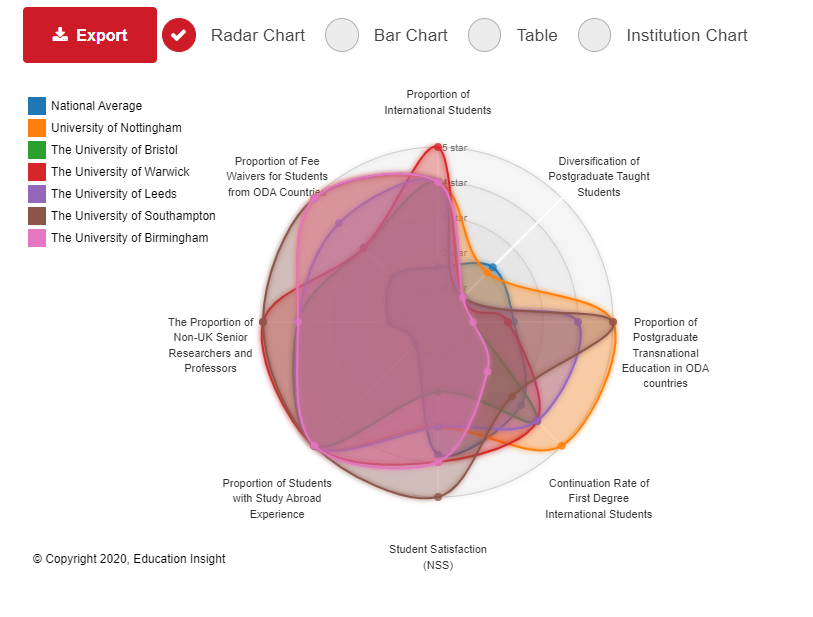 Export
Radar Chart
Bar Chart
Table
Institution Chart
National Average
University of Nottingham
The University of Bristol
The University of Warwick
The University of Leeds
The University of Southampton
The University of Birmingham
Proportion of
International Students
Diversification of
Postgraduate Taught
Students
Proportion of
Postgraduate
Transnational
Education in ODA
countries
Continuation Rate of
First Degree
International Students
Student Satisfaction
(NSS)
Proportion of Students
with Study Abroad
Experience
The Proportion of
Non-UK Senior
Researchers and
Professors
Proportion of Fee
Waivers for Students
from ODA Countries
5 star
4 star
star
star
© Copyright 2020, Education Insight